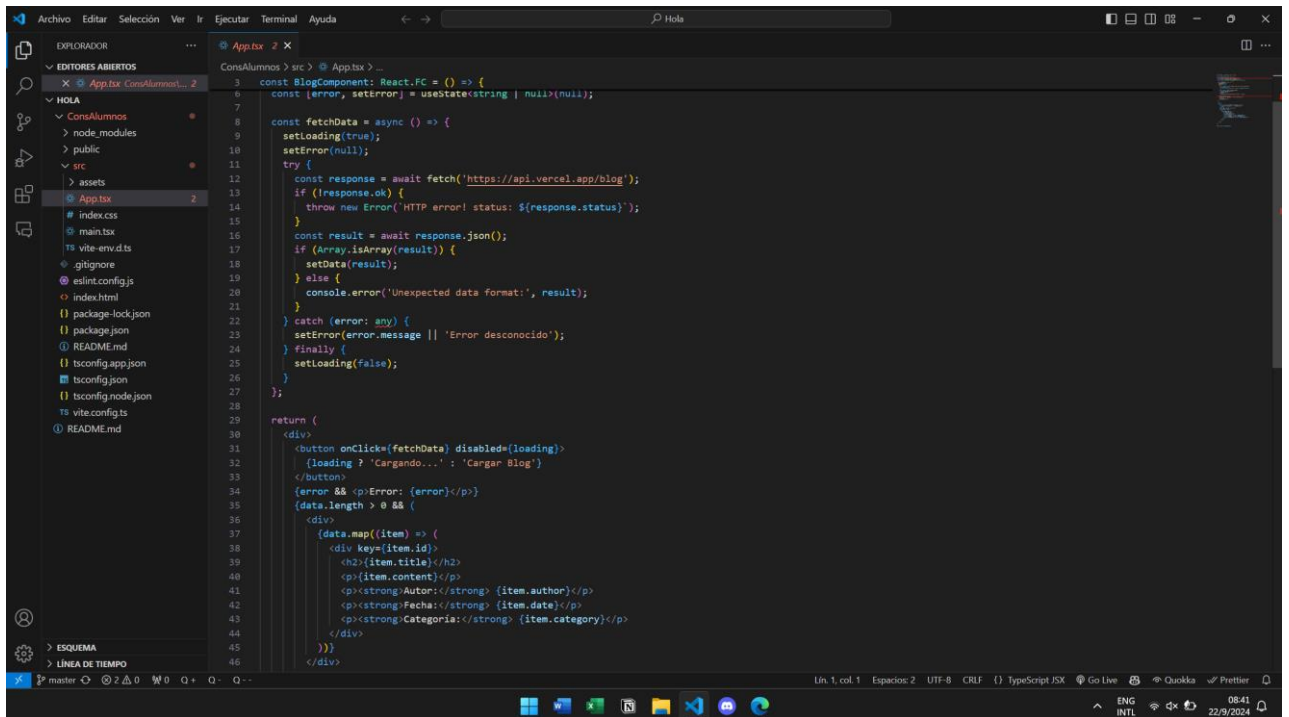 Archivo Editar Selección Ver Ir Ejecutar Terminal Ayuda
Hola
EXPLORADOR
EDITORES ABIERTOS
App.tsx ConsAlumnos\... 2
HOLA
ConsAlumnos
node_modules
public
src
assets
App.tsx 2
index.css
main.tsx
TS vite-env.d.ts
.gitignore
eslint.config.js
index.html
{} package-lock.json
{} package.json
README.md
{} tsconfig.app.json
tsconfig.json
{} tsconfig.node.json
TS vite.config.ts
README.md
ESQUEMA
LÍNEA DE TIEMPO
App.tsx 2
ConsAlumnos > src > App.tsx > ...
3 const BlogComponent: React.FC = () => {
6 const [error, setError] = useState<string | null>(null);
7
8 const fetchData = async () => {
9 setLoading(true);
10 setError(null);
11 try {
12 const response = await fetch('https://api.vercel.app/blog');
13 if (!response.ok) {
14 throw new Error(`HTTP error! status: ${response.status}`);
15 }
16 const result = await response.json();
17 if (Array.isArray(result)) {
18 setData(result);
19 } else {
20 console.error('Unexpected data format:', result);
21 }
22 } catch (error: any) {
23 setError(error.message || 'Error desconocido');
24 } finally {
25 setLoading(false);
26 }
27 };
28
29 return (
30 <div>
31 <button onClick={fetchData} disabled={loading}>
32 {loading ? 'Cargando...' : 'Cargar Blog'}
33 </button>
34 {error && <p>Error: {error}</p>}
35 {data.length > 0 && (
36 <div>
37 {data.map((item) => (
38 <div key={item.id}>
39 <h2>{item.title}</h2>
40 <p>{item.content}</p>
41 <p><strong>Autor:</strong> {item.author}</p>
42 <p><strong>Fecha:</strong> {item.date}</p>
43 <p><strong>Categoria:</strong> {item.category}</p>
44 </div>
45 ))}
46 </div>
master 2 0 0 Q+ Q- Q--
Lín. 1, col. 1 Espacios: 2 UTF-8 CRLF {} TypeScript JSX Go Live Quokka Prettier
ENG INTL 08:41
22/9/2024